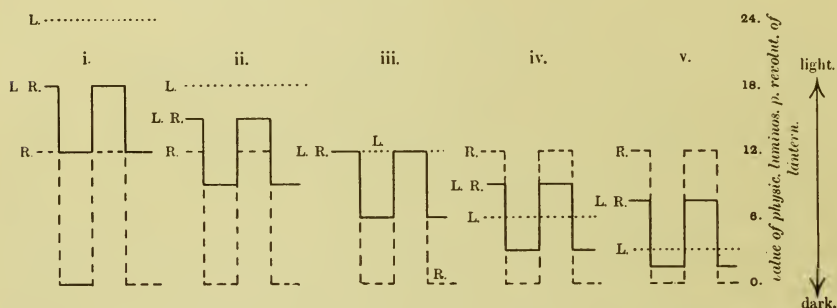 L. 24.
i. ii. iii. iv. v.
light.
L R. L. 18.
L. R. R. L. R. L. R. R. 12.
R.
L. R. L. R.
L. 6.
L.
R. 0.
dark.
value of physic. luminos. p. revolut. of
lantern.